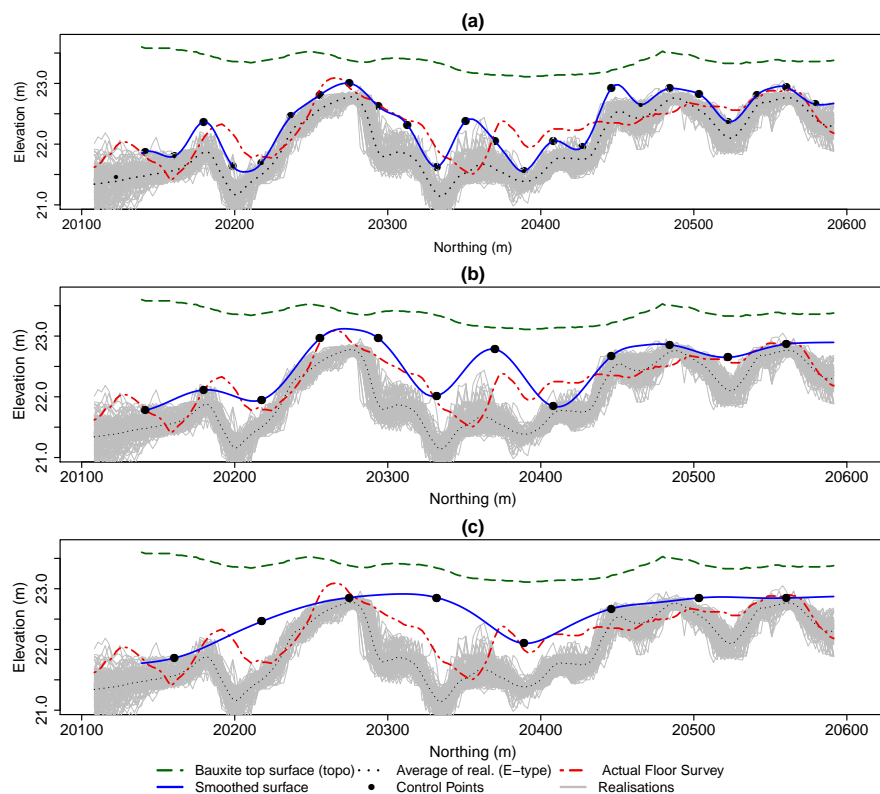 (a)
Elevation (m)
23.0
22.0
21.0
20100 20200 20300 20400 20500 20600
Northing (m)
(b)
Elevation (m)
23.0
22.0
21.0
20100 20200 20300 20400 20500 20600
Northing (m)
(c)
Elevation (m)
23.0
22.0
21.0
20100 20200 20300 20400 20500 20600
Northing (m)
Bauxite top surface (topo) Average of real. (E-type) Actual Floor Survey
Smoothed surface Control Points Realisations